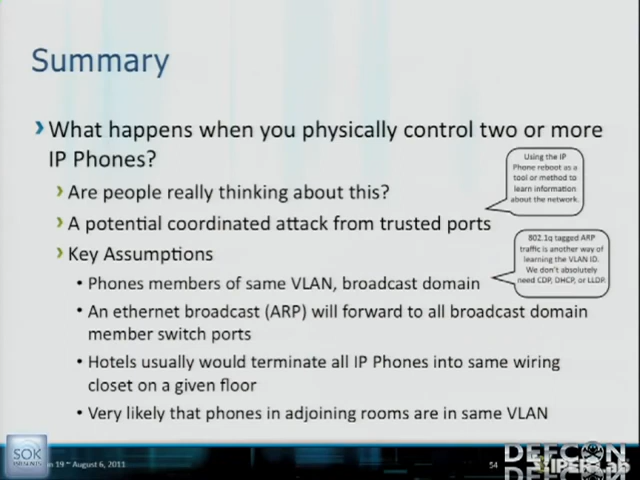 Summary
What happens when you physically control two or more
IP Phones?
Are people really thinking about this?
A potential coordinated attack from trusted ports
Key Assumptions
• Phones members of same VLAN, broadcast domain
• An ethernet broadcast (ARP) will forward to all broadcast domain
member switch ports
• Hotels usually would terminate all IP Phones into same wiring
closet on a given floor
• Very likely that phones in adjoining rooms are in same VLAN
Using the IP
Phone reboot as a
tool or method to
learn information
about the network.
802.1q tagged ARP
traffic is another way of
learning the VLAN ID.
We don't absolutely
need CDP, DHCP, or LLDP.
SOK
19 ~ August 6, 2011
54
DEFCON